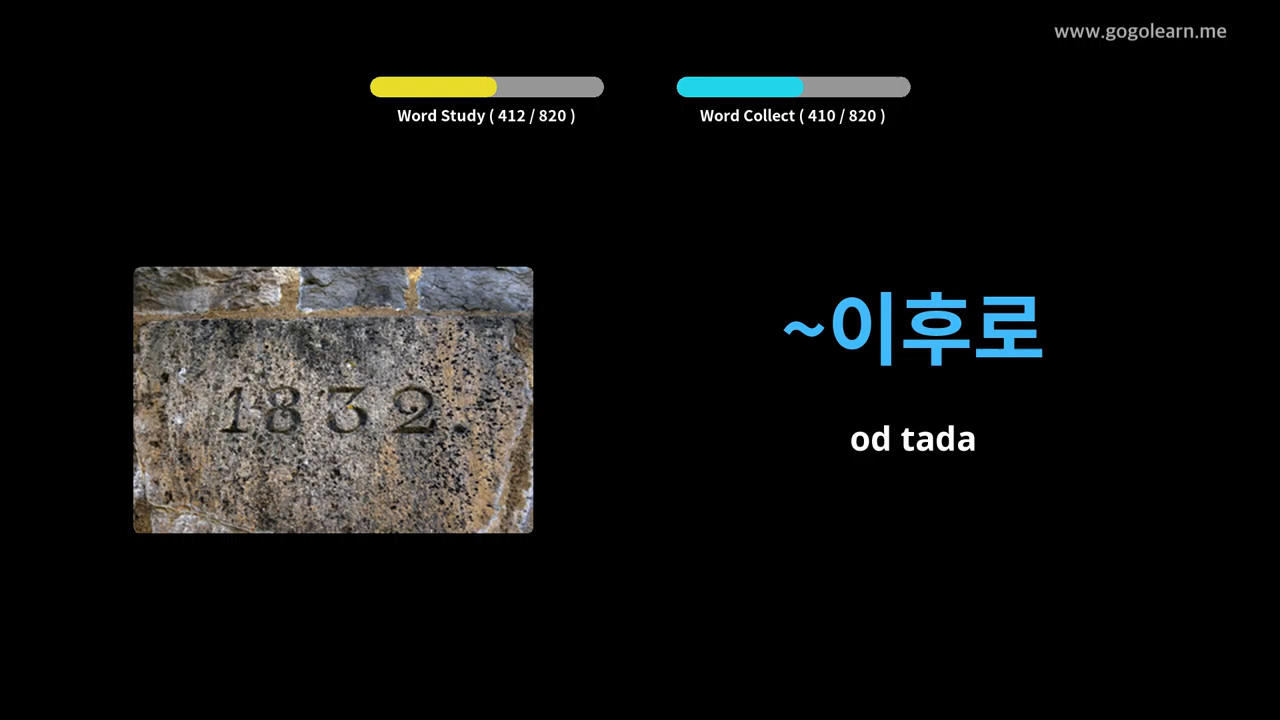 www.gogolearn.me
Word Study ( 412 / 820 )
Word Collect ( 410 / 820 )
1832.
~이후로
od tada